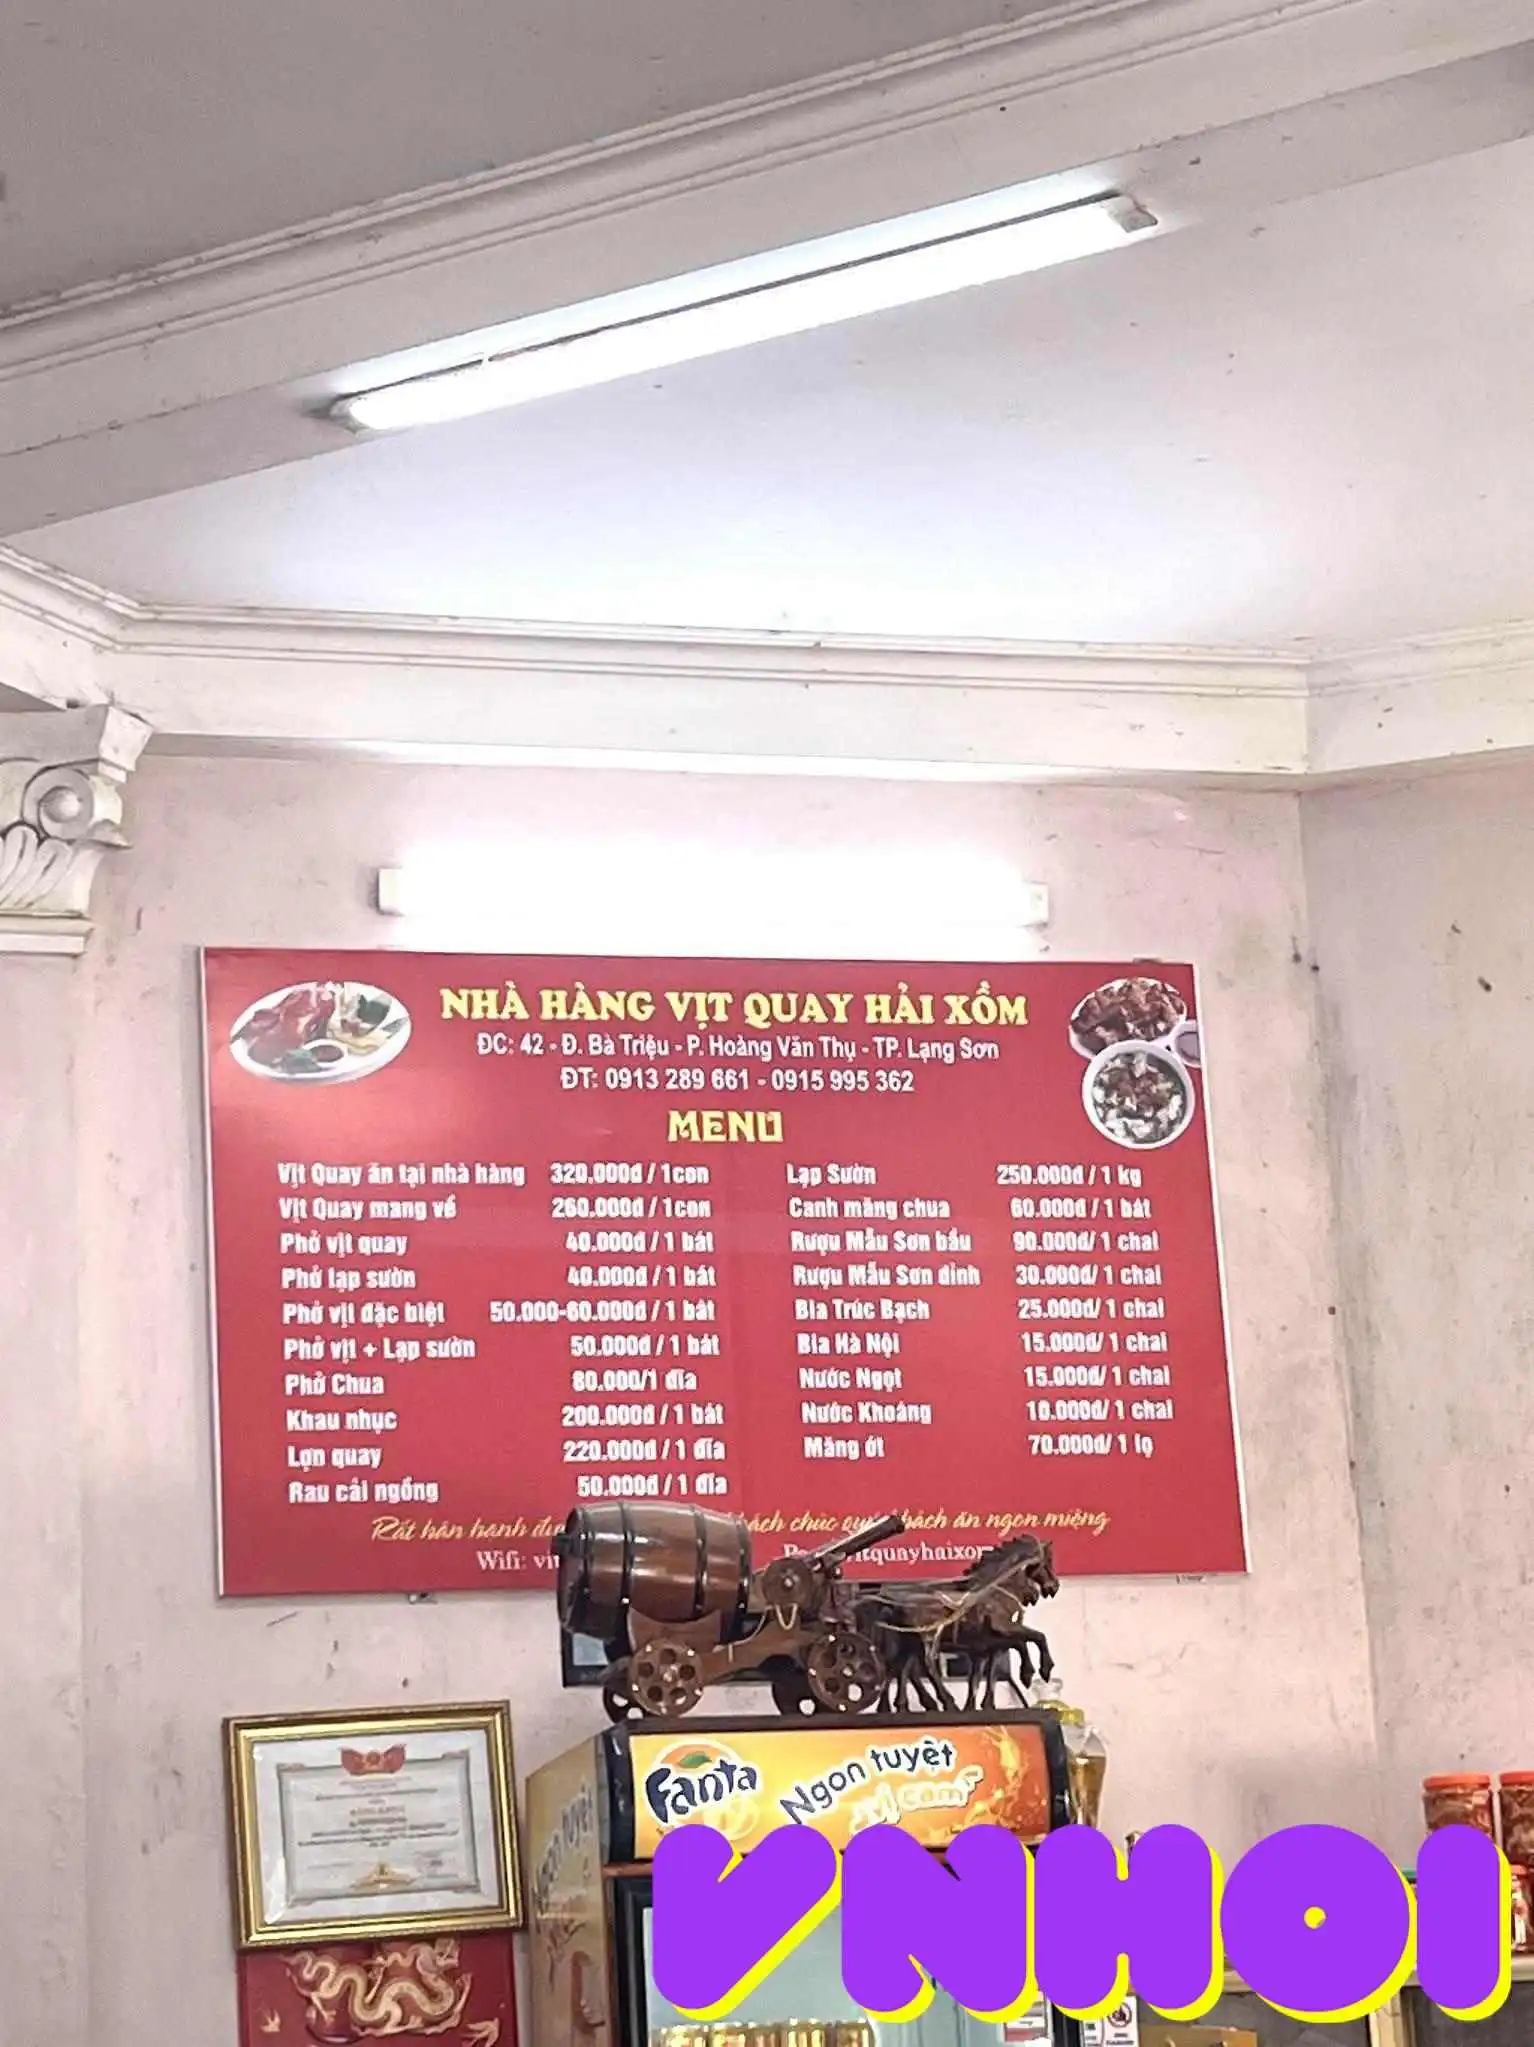 NHÀ HÀNG VỊT QUAY HẢI XỒM
ĐC: 42 - Đ. Bà Triệu - P. Hoàng Văn Thụ - TP. Lạng Sơn
ĐT: 0913 289 661 - 0915 995 362
MENU
Vịt Quay ăn tại nhà hàng 320.000đ / 1con
Vịt Quay mang về 260.000đ / 1con
Phở vịt quay 40.000đ / 1 bát
Phở lạp sườn 40.000đ / 1 bát
Phở vịt đặc biệt 50.000-60.000đ / 1 bát
Phở vịt + Lạp sườn 50.000đ / 1 bát
Phở Chua 80.000/1 đĩa
Khau nhục 200.000đ / 1 bát
Lợn quay 220.000đ / 1 đĩa
Rau cải ngồng 50.000đ / 1 đĩa
Lạp Sườn 250.000đ / 1 kg
Canh măng chua 60.000đ / 1 bát
Rượu Mẫu Sơn bầu 90.000đ/ 1 chai
Rượu Mẫu Sơn dinh 30.000đ/ 1 chai
Bia Trúc Bạch 25.000đ/ 1 chai
Bia Hà Nội 15.000đ/ 1 chai
Nước Ngọt 15.000đ/ 1 chai
Nước Khoáng 10.000đ/ 1 chai
Măng ớt 70.000đ/ 1 lọ
Rất hân hạnh chúc quý khách ăn ngon miệng
Wifi:
Fanta Ngon tuyệt
VNHOI